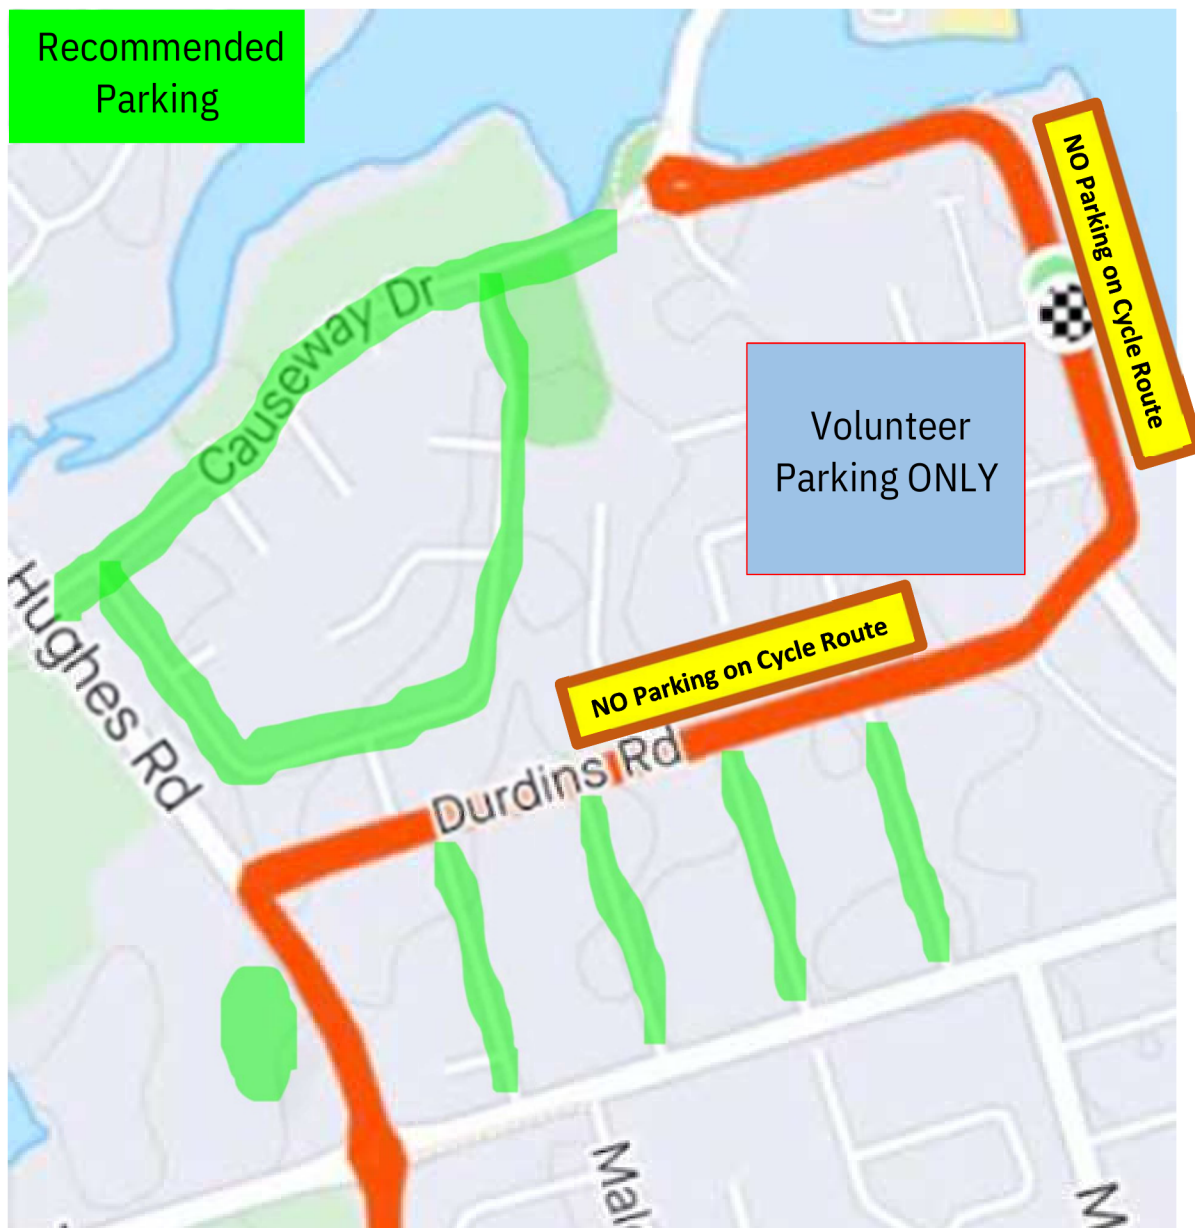 Recommended
Parking
NO Parking on Cycle Route
Causeway Dr
Volunteer
Parking ONLY
Hughes Rd
NO Parking on Cycle Route
Durdins Rd